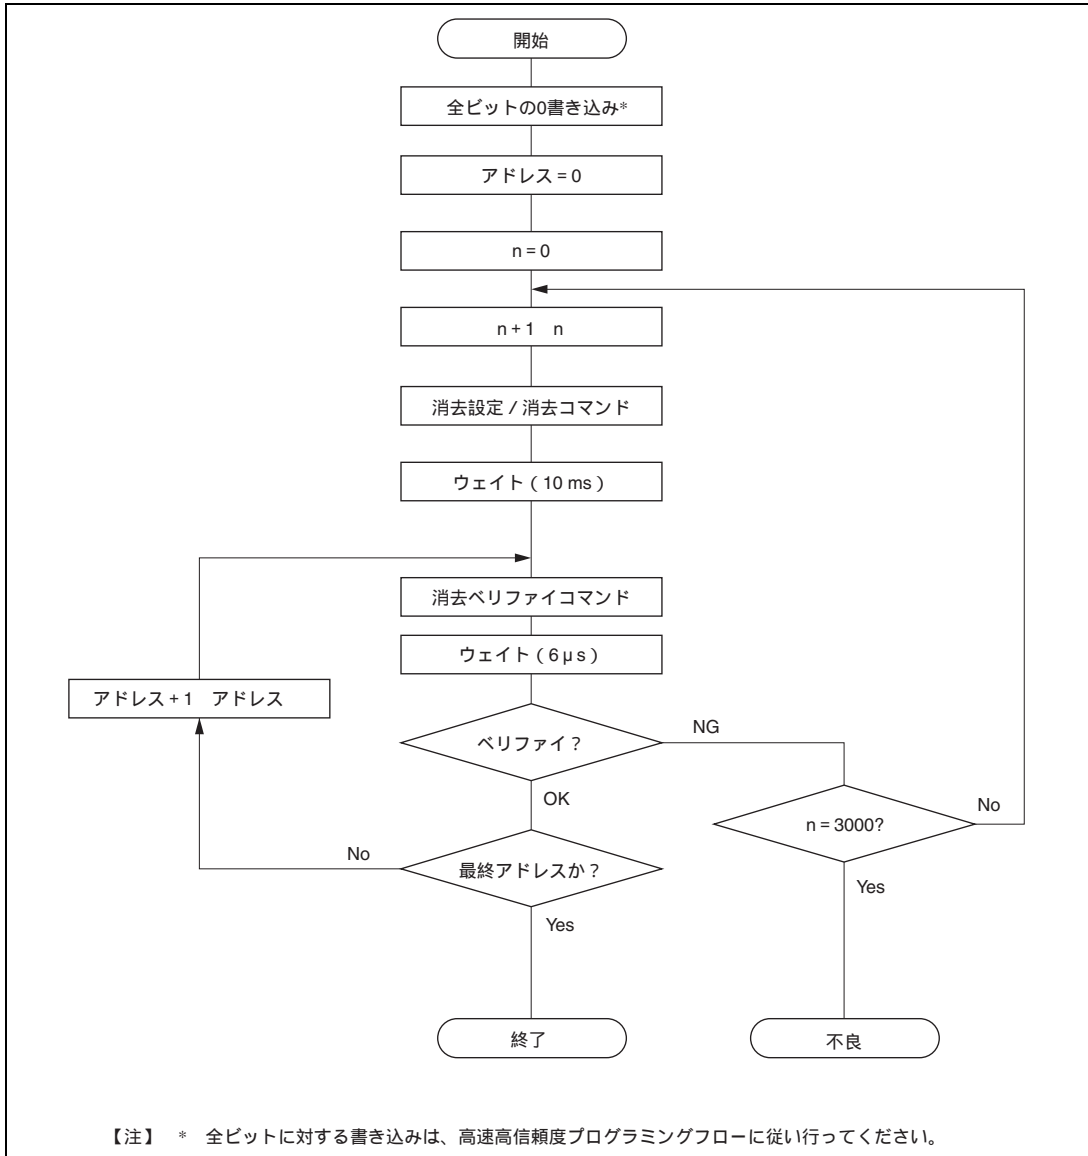 開始
全ビットの0書き込み*
アドレス = 0
n = 0
n + 1　n
消去設定 / 消去コマンド
ウェイト ( 10 ms )
消去ベリファイコマンド
ウェイト ( 6 μs )
アドレス + 1　アドレス
ベリファイ ?
NG
OK
n = 3000?
No
No
最終アドレスか ?
Yes
Yes
終了
不良
【注】　*　全ビットに対する書き込みは、高速高信頼度プログラミングフローに従い行ってください。